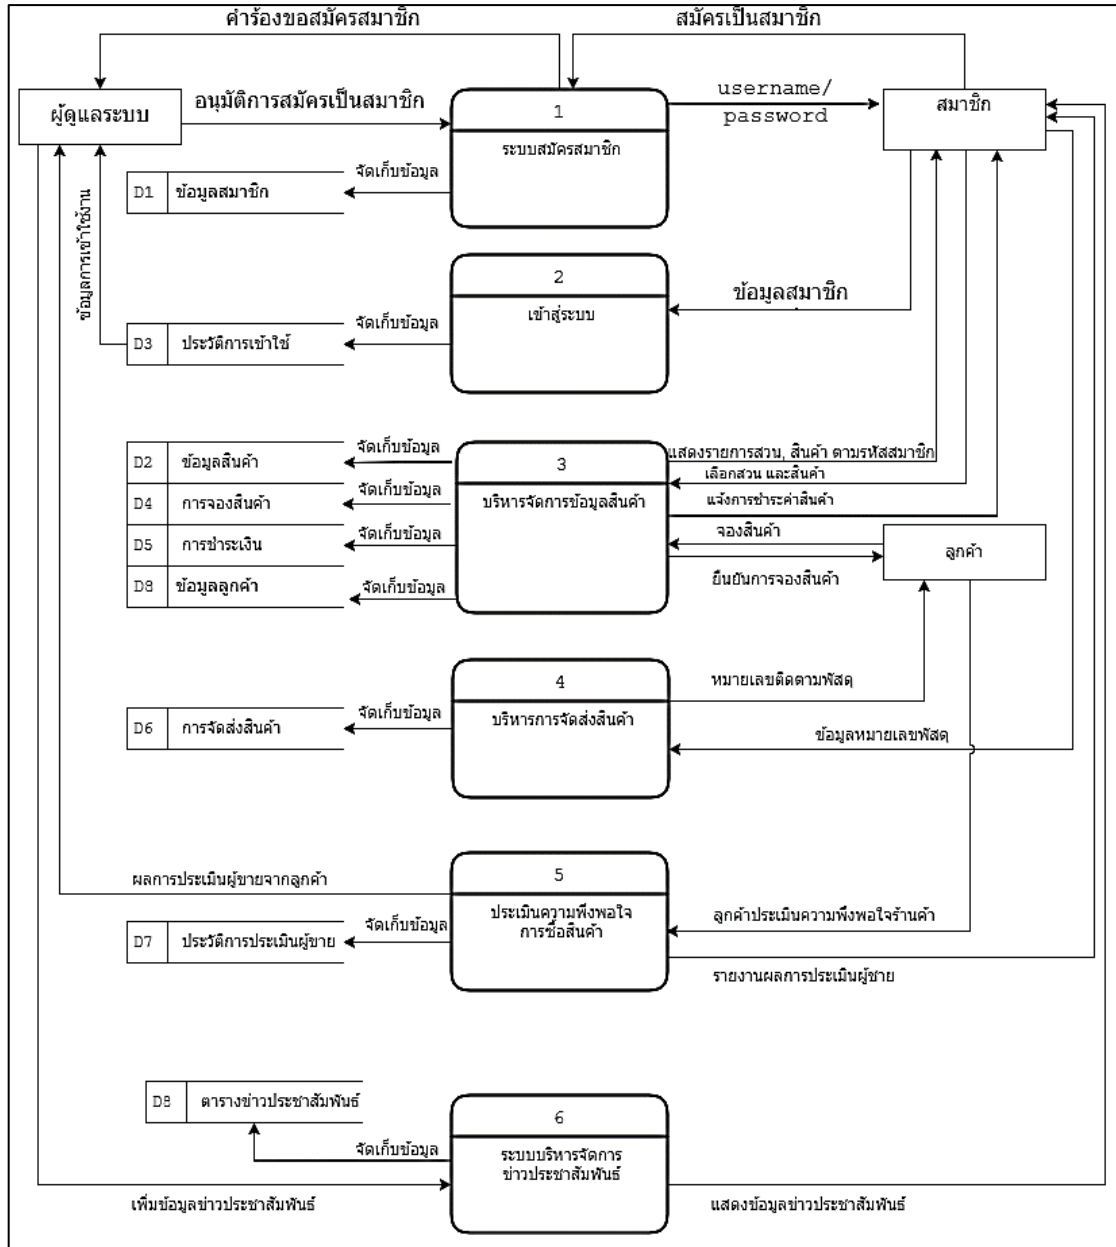 คำร้องขอสมัครสมาชิก
สมัครเป็นสมาชิก
ผู้ดูแลระบบ
อนุมัติการสมัครเป็นสมาชิก
1
ระบบสมัครสมาชิก
username/
password
สมาชิก
D1 ข้อมูลสมาชิก
จัดเก็บข้อมูล
ข้อมูลการเข้าใช้งาน
2
เข้าสู่ระบบ
ข้อมูลสมาชิก
D3 ประวัติการเข้าใช้
จัดเก็บข้อมูล
D2 ข้อมูลสินค้า
จัดเก็บข้อมูล
3
บริหารจัดการข้อมูลสินค้า
แสดงรายการสวน, สินค้า ตามรหัสสมาชิก
เลือกสวน และสินค้า
D4 การจองสินค้า
จัดเก็บข้อมูล
แจ้งการชำระค่าสินค้า
D5 การชำระเงิน
จัดเก็บข้อมูล
จองสินค้า
ลูกค้า
D8 ข้อมูลลูกค้า
จัดเก็บข้อมูล
ยืนยันการจองสินค้า
4
บริหารการจัดส่งสินค้า
หมายเลขติดตามพัสดุ
D6 การจัดส่งสินค้า
จัดเก็บข้อมูล
ข้อมูลหมายเลขพัสดุ
ผลการประเมินผู้ขายจากลูกค้า
5
ประเมินความพึงพอใจ
การซื้อสินค้า
ลูกค้าประเมินความพึงพอใจร้านค้า
D7 ประวัติการประเมินผู้ขาย
จัดเก็บข้อมูล
รายงานผลการประเมินผู้ขาย
D8 ตารางข่าวประชาสัมพันธ์
จัดเก็บข้อมูล
6
ระบบบริหารจัดการ
ข่าวประชาสัมพันธ์
เพิ่มข้อมูลข่าวประชาสัมพันธ์
แสดงข้อมูลข่าวประชาสัมพันธ์